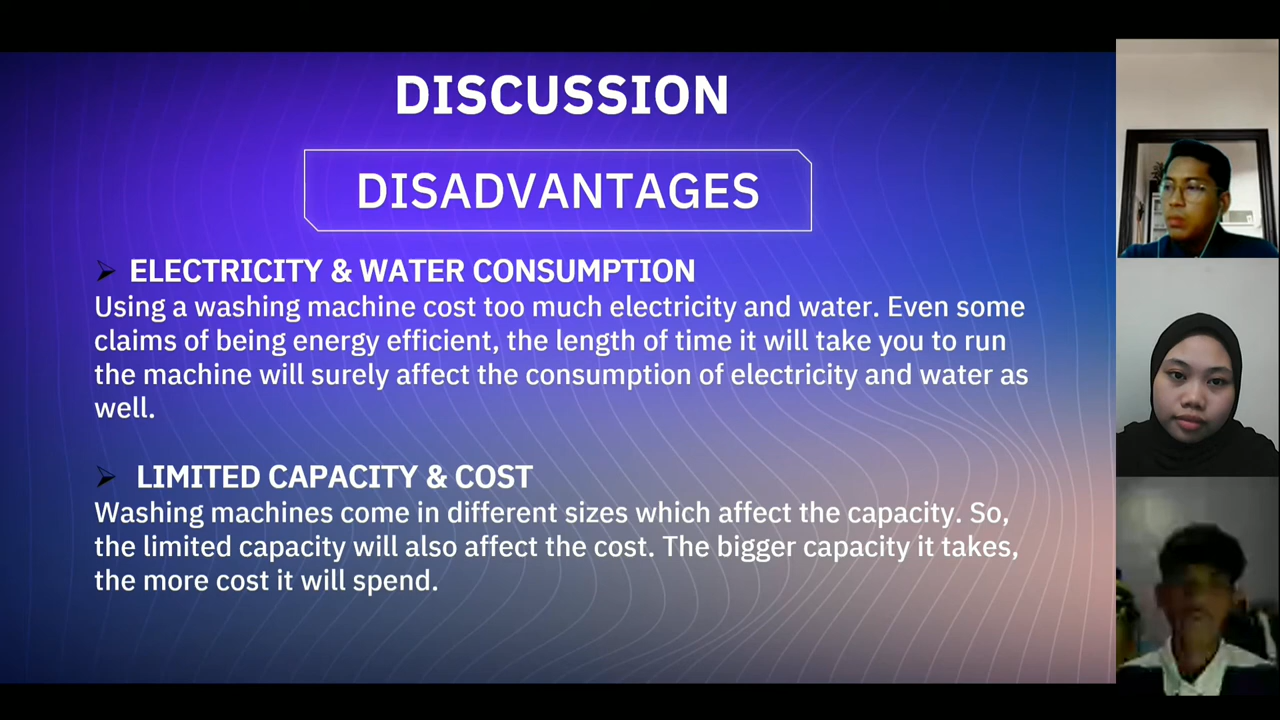 DISCUSSION
DISADVANTAGES
➢ ELECTRICITY & WATER CONSUMPTION
Using a washing machine cost too much electricity and water. Even some
claims of being energy efficient, the length of time it will take you to run
the machine will surely affect the consumption of electricity and water as
well.
➢ LIMITED CAPACITY & COST
Washing machines come in different sizes which affect the capacity. So,
the limited capacity will also affect the cost. The bigger capacity it takes,
the more cost it will spend.